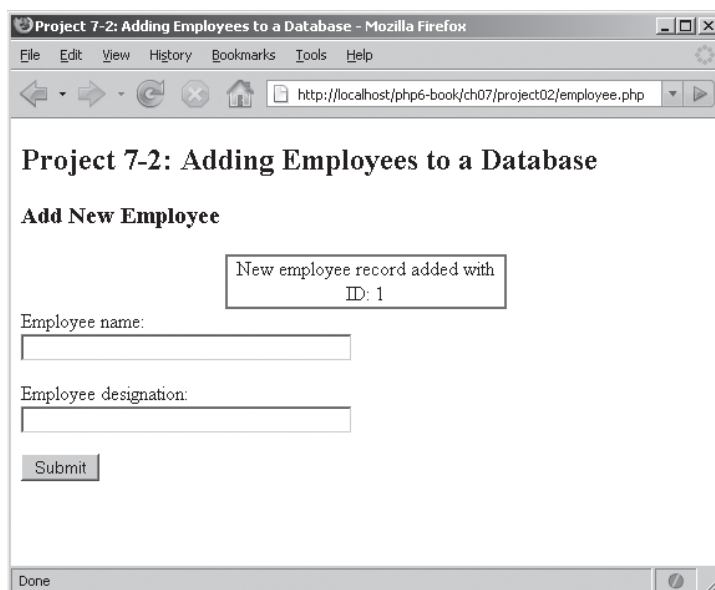 Project 7-2: Adding Employees to a Database - Mozilla Firefox
File Edit View History Bookmarks Tools Help
http://localhost/php6-book/ch07/project02/employee.php
Project 7-2: Adding Employees to a Database
Add New Employee
New employee record added with
ID: 1
Employee name:
Employee designation:
Submit
Done